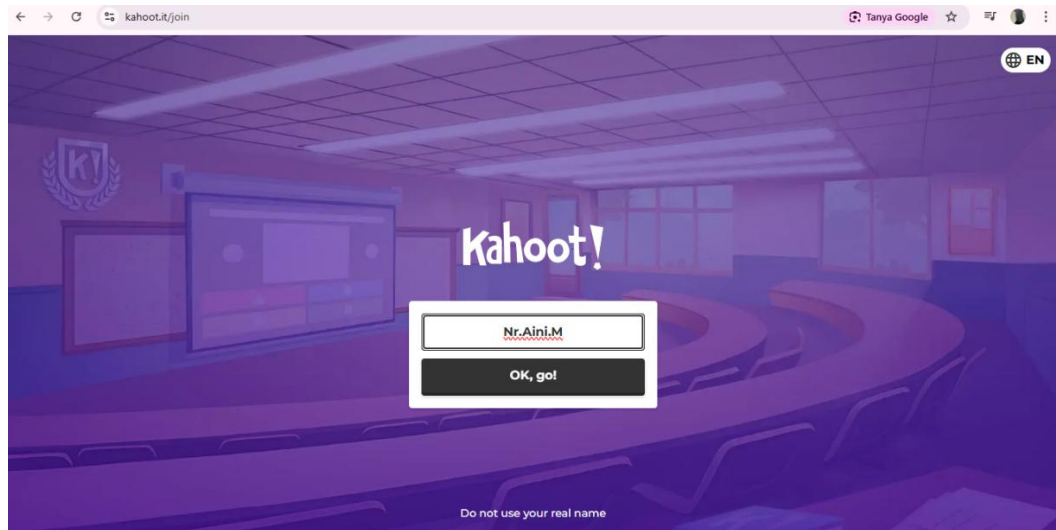 kahoot.it/join
Tanya Google
EN
K!
Kahoot!
Nr.Aini.M
OK, go!
Do not use your real name